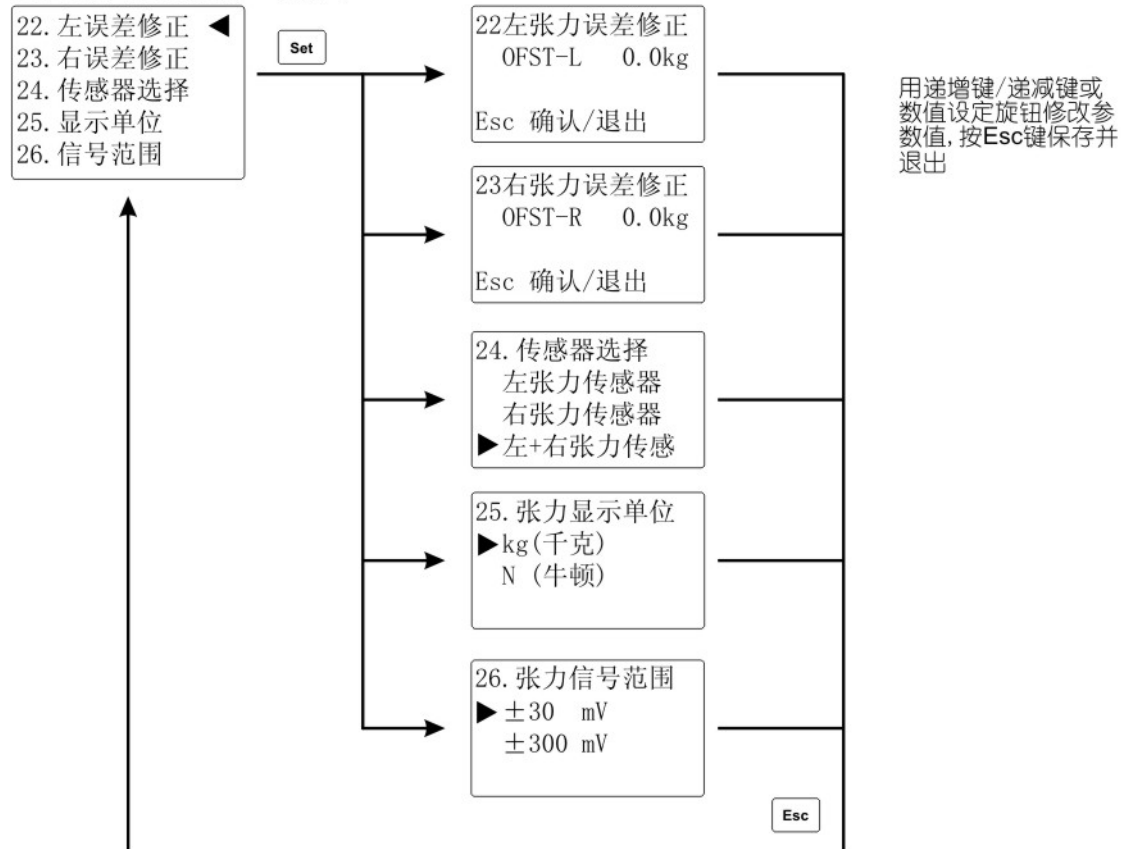 22.左误差修正 ◀
23.右误差修正
24.传感器选择
25.显示单位
26.信号范围
Set
22左张力误差修正
OFST-L 0.0kg
Esc 确认/退出
23右张力误差修正
OFST-R 0.0kg
Esc 确认/退出
24.传感器选择
左张力传感器
右张力传感器
▶左+右张力传感
25.张力显示单位
▶kg(千克)
N (牛顿)
26.张力信号范围
▶±30 mV
±300 mV
用递增键/递减键或
数值设定旋钮修改参
数值,按Esc键保存并
退出
Esc